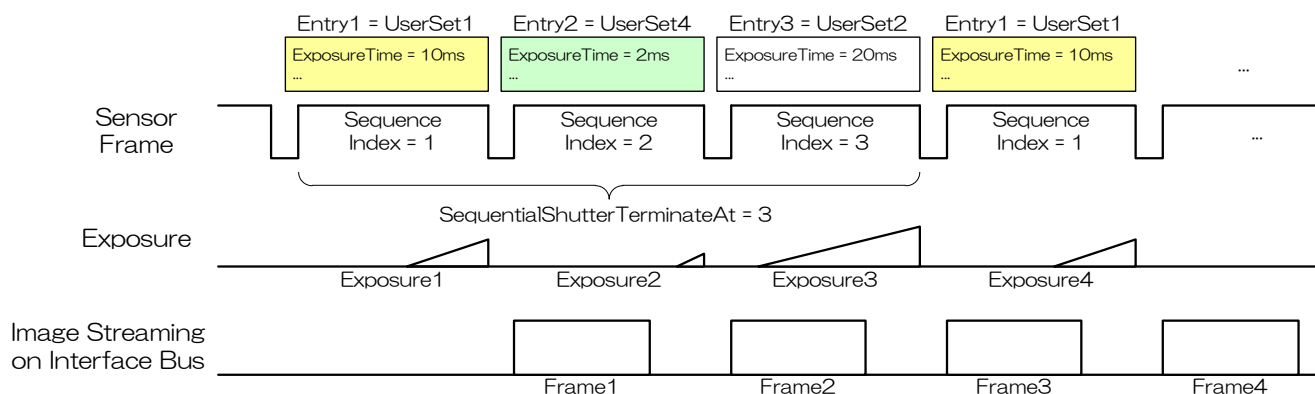 Entry1 = UserSet1 Entry2 = UserSet4 Entry3 = UserSet2 Entry1 = UserSet1
ExposureTime = 10ms ExposureTime = 2ms ExposureTime = 20ms ExposureTime = 10ms
... ... ... ... ...
Sensor Frame
Sequence Index = 1
Sequence Index = 2
Sequence Index = 3
Sequence Index = 1
...
SequentialShutterTerminateAt = 3
Exposure
Exposure1 Exposure2 Exposure3 Exposure4
Image Streaming
on Interface Bus
Frame1 Frame2 Frame3 Frame4